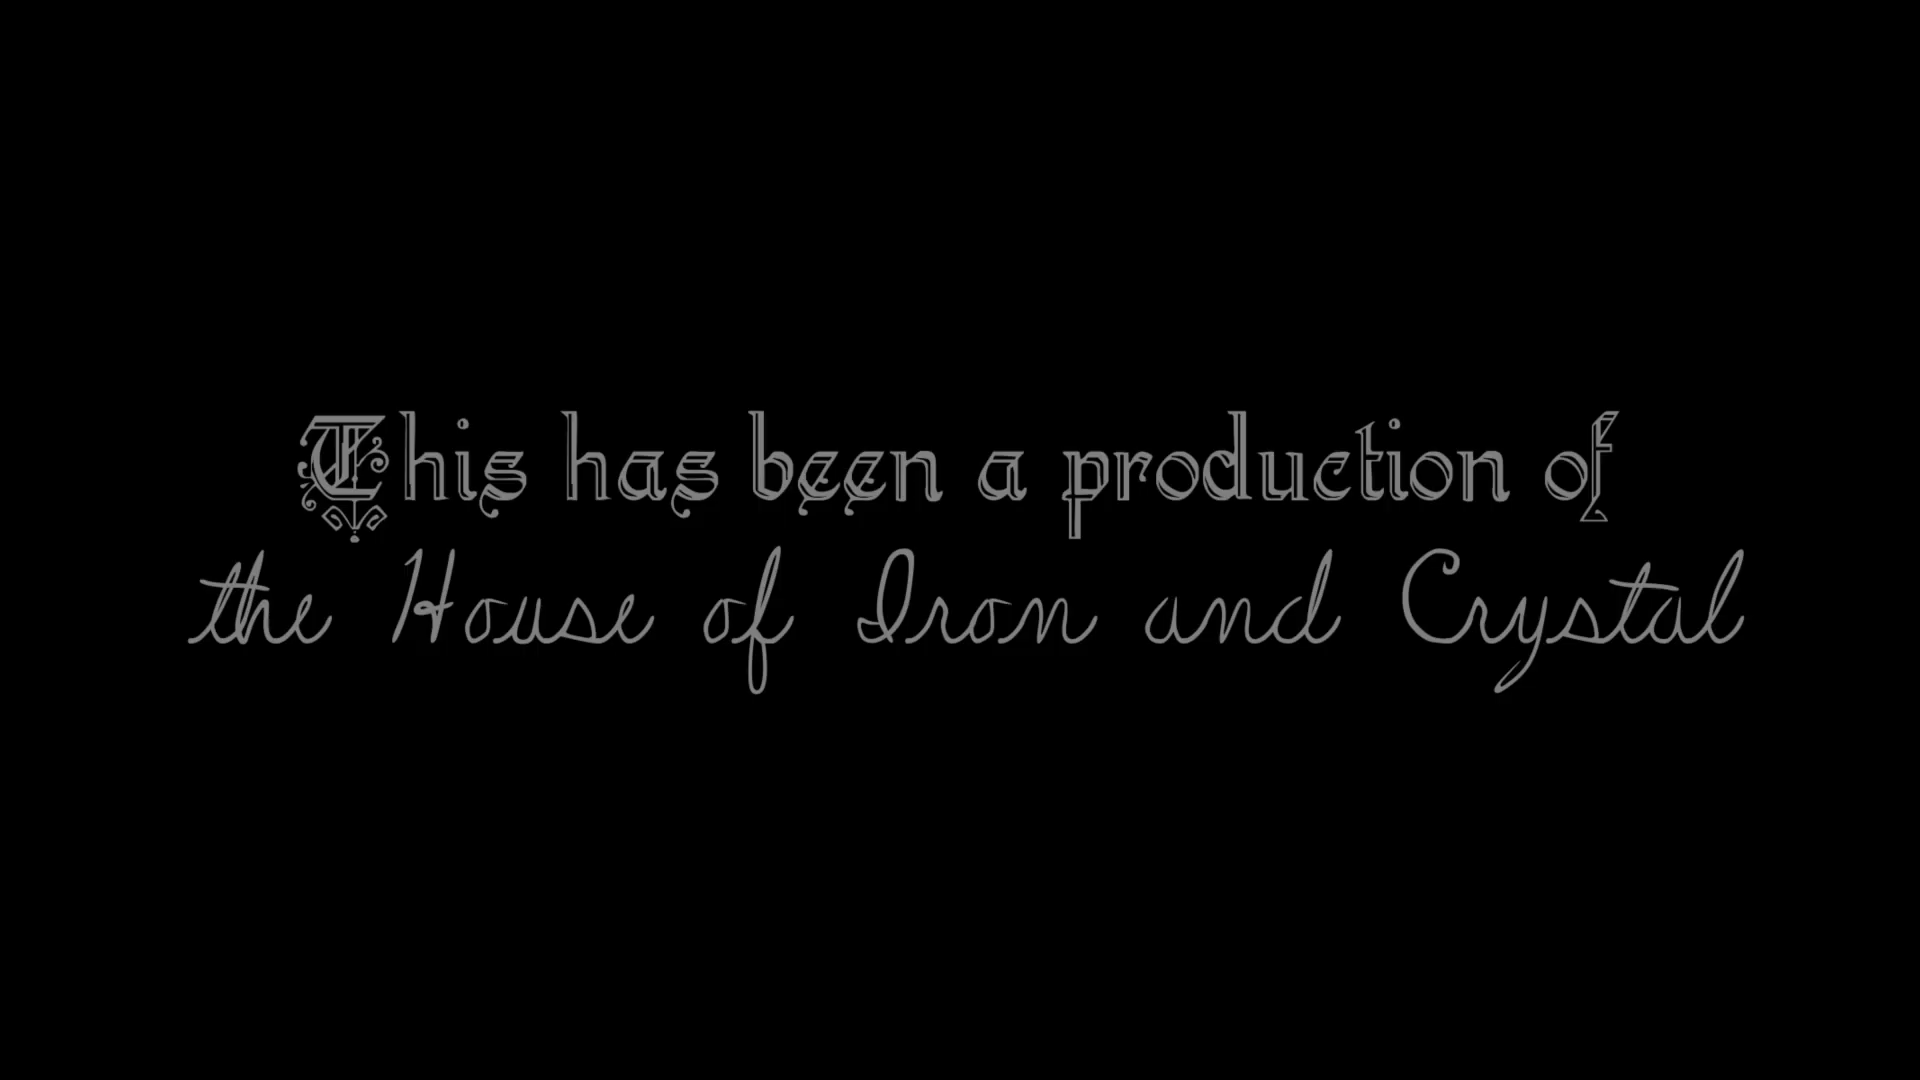 This has been a production of
the House of Iron and Crystal